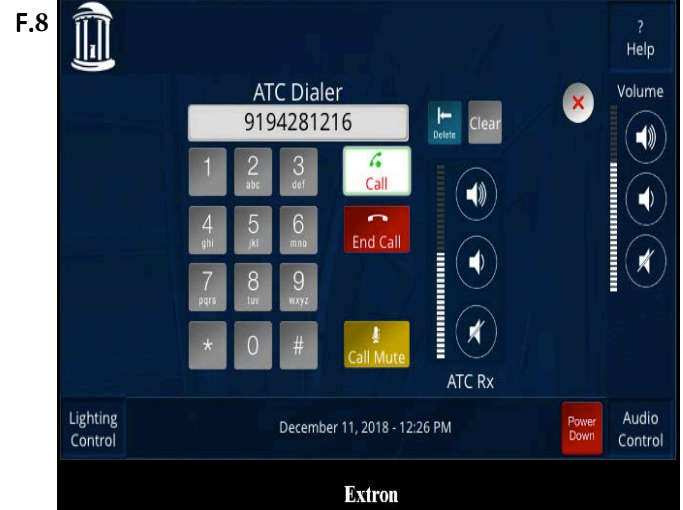 F.8
?
Help
ATC Dialer
Volume
9194281216
Delete
Clear
1
2
abc
3
def
Call
4
ghi
5
jkl
6
mno
End Call
7
pqrs
8
tuv
9
wxyz
*
0
#
Call Mute
ATC Rx
Lighting
Control
December 11, 2018 - 12:26 PM
Power
Down
Audio
Control
Extron